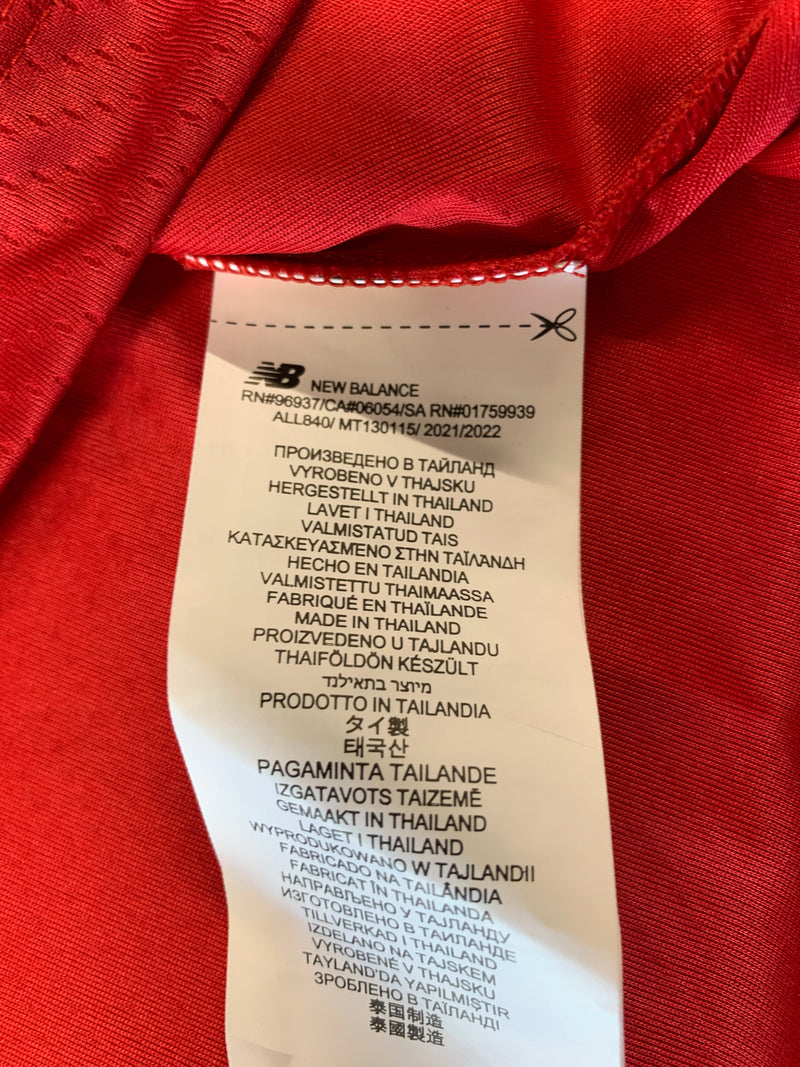 NB NEW BALANCE
RN#96937/CA#06054/SA RN#01759939
ALL840/ MT130115/ 2021/2022
ПРОИЗВЕДЕНО В ТАЙЛАНД
VYROBENO V THAJSKU
HERGESTELLT IN THAILAND
LAVET I THAILAND
VALMISTATUD TAIS
ΚΑΤΑΣΚΕΥΑΣΜΈΝΟ ΣΤΗΝ ΤΑΪΛΆΝΔΗ
HECHO EN TAILANDIA
VALMISTETTU THAIMAASSA
FABRIQUÉ EN THAÏLANDE
MADE IN THAILAND
PROIZVEDENO U TAJLANDU
THAIFÖLDÖN KÉSZÜLT
מיוצר בתאילנד
PRODOTTO IN TAILANDIA
タイ製
태국산
PAGAMINTA TAILANDE
IZGATAVOTS TAIZEMĒ
GEMAAKT IN THAILAND
LAGET I THAILAND
WYPRODUKOWANO W TAJLANDII
FABRICADO NA TAILÂNDIA
FABRICAT ÎN THAILANDA
НАПРАВЉЕНО У ТАЈЛАНДУ
ИЗГОТОВЛЕНО В ТАИЛАНДЕ
TILLVERKAD I THAILAND
IZDELANO NA TAJSKEM
VYROBENÉ V THAJSKU
TAYLAND'DA YAPILMIŞTIR
ЗРОБЛЕНО В ТАЇЛАНДІ
泰国制造
泰國製造